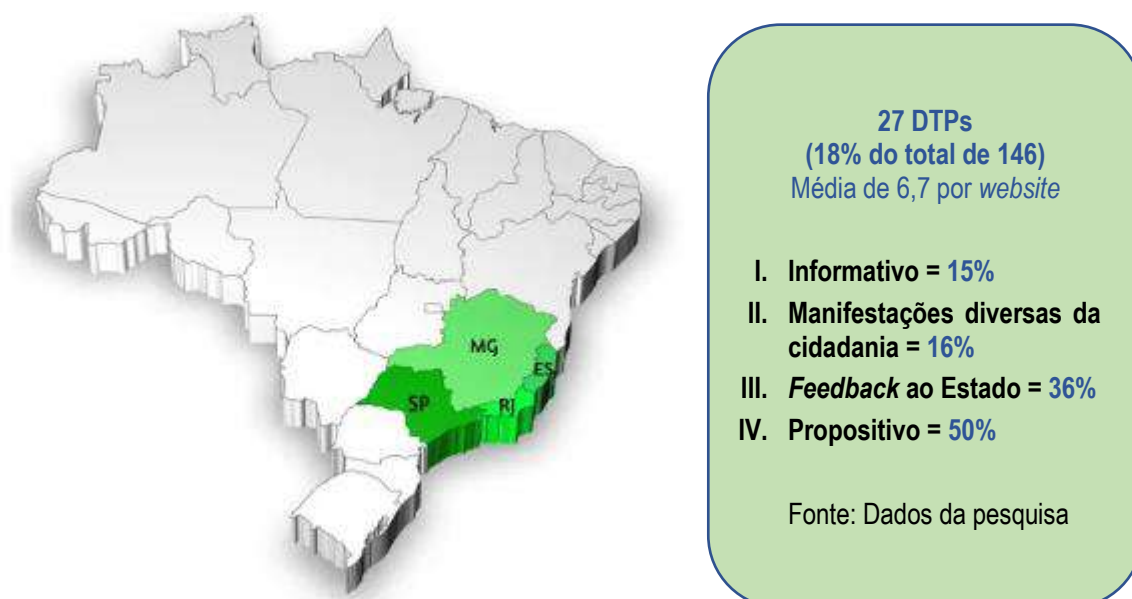 MG
ES
SP
RJ
27 DTPs
(18% do total de 146)
Média de 6,7 por website
I. Informativo = 15%
II. Manifestações diversas da
cidadania = 16%
III. Feedback ao Estado = 36%
IV. Propositivo = 50%
Fonte: Dados da pesquisa